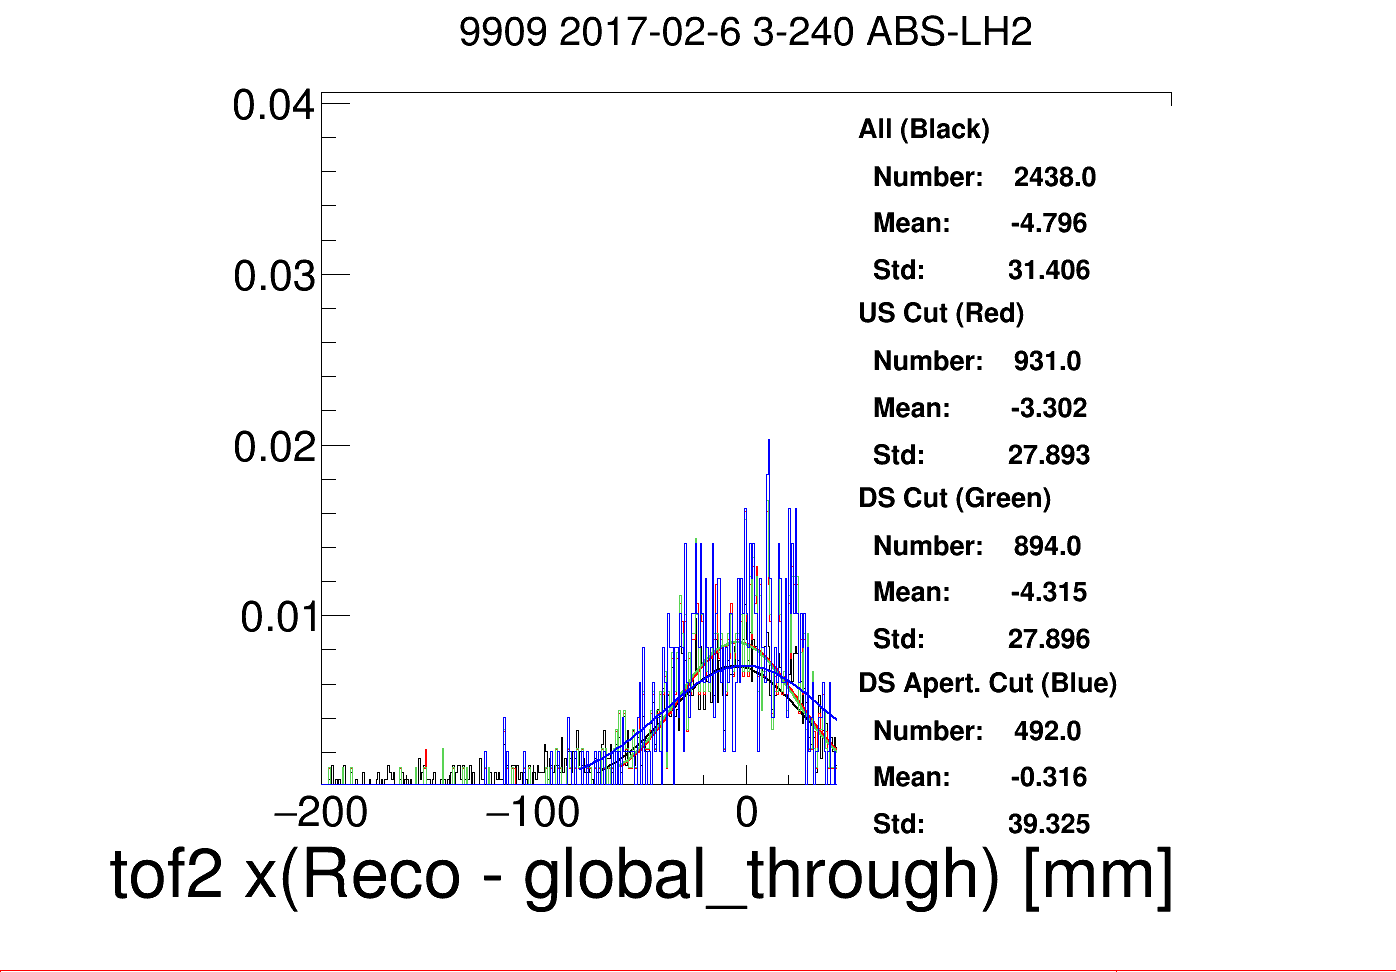 9909 2017-02-6 3-240 ABS-LH2
0.04
0.03
0.02
0.01
−200 −100 0
tof2 x(Reco - global_through) [mm]
All (Black)
Number: 2438.0
Mean: -4.796
Std: 31.406
US Cut (Red)
Number: 931.0
Mean: -3.302
Std: 27.893
DS Cut (Green)
Number: 894.0
Mean: -4.315
Std: 27.896
DS Apert. Cut (Blue)
Number: 492.0
Mean: -0.316
Std: 39.325